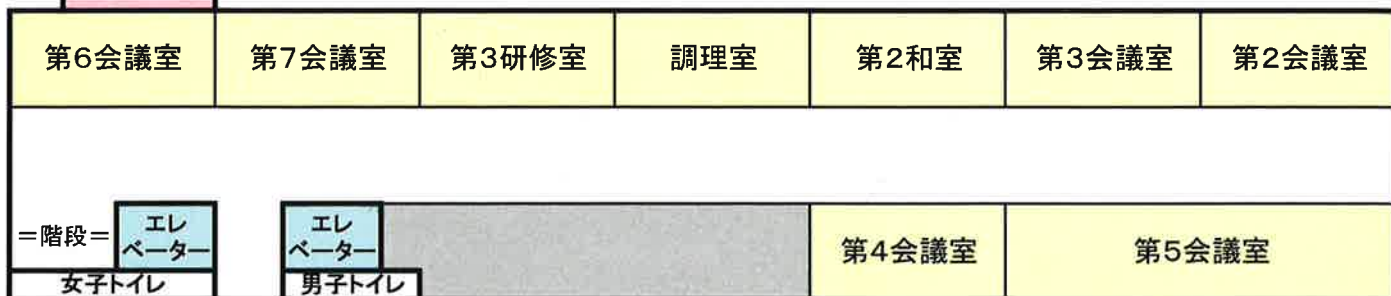 第6会議室
第7会議室
第3研修室
調理室
第2和室
第3会議室
第2会議室
=階段=
エレ
ベーター
エレ
ベーター
第4会議室
第5会議室
女子トイレ
男子トイレ